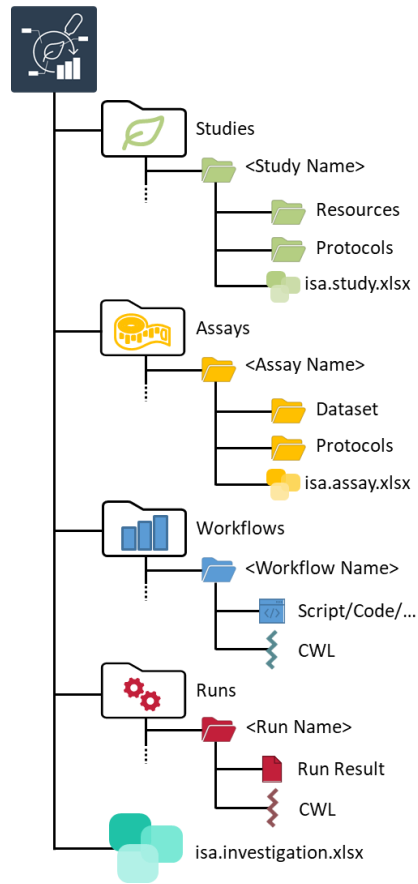 Studies
<Study Name>
Resources
Protocols
isa.study.xlsx
Assays
<Assay Name>
Dataset
Protocols
isa.assay.xlsx
Workflows
<Workflow Name>
Script/Code/...
CWL
Runs
<Run Name>
Run Result
CWL
isa.investigation.xlsx